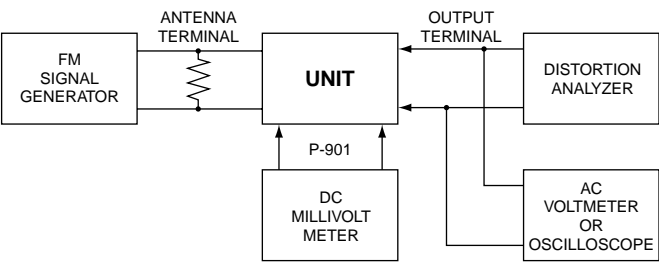 ANTENNA
TERMINAL
OUTPUT
TERMINAL
FM
SIGNAL
GENERATOR
UNIT
DISTORTION
ANALYZER
P-901
DC
MILLIVOLT
METER
AC
VOLTMETER
OR
OSCILLOSCOPE